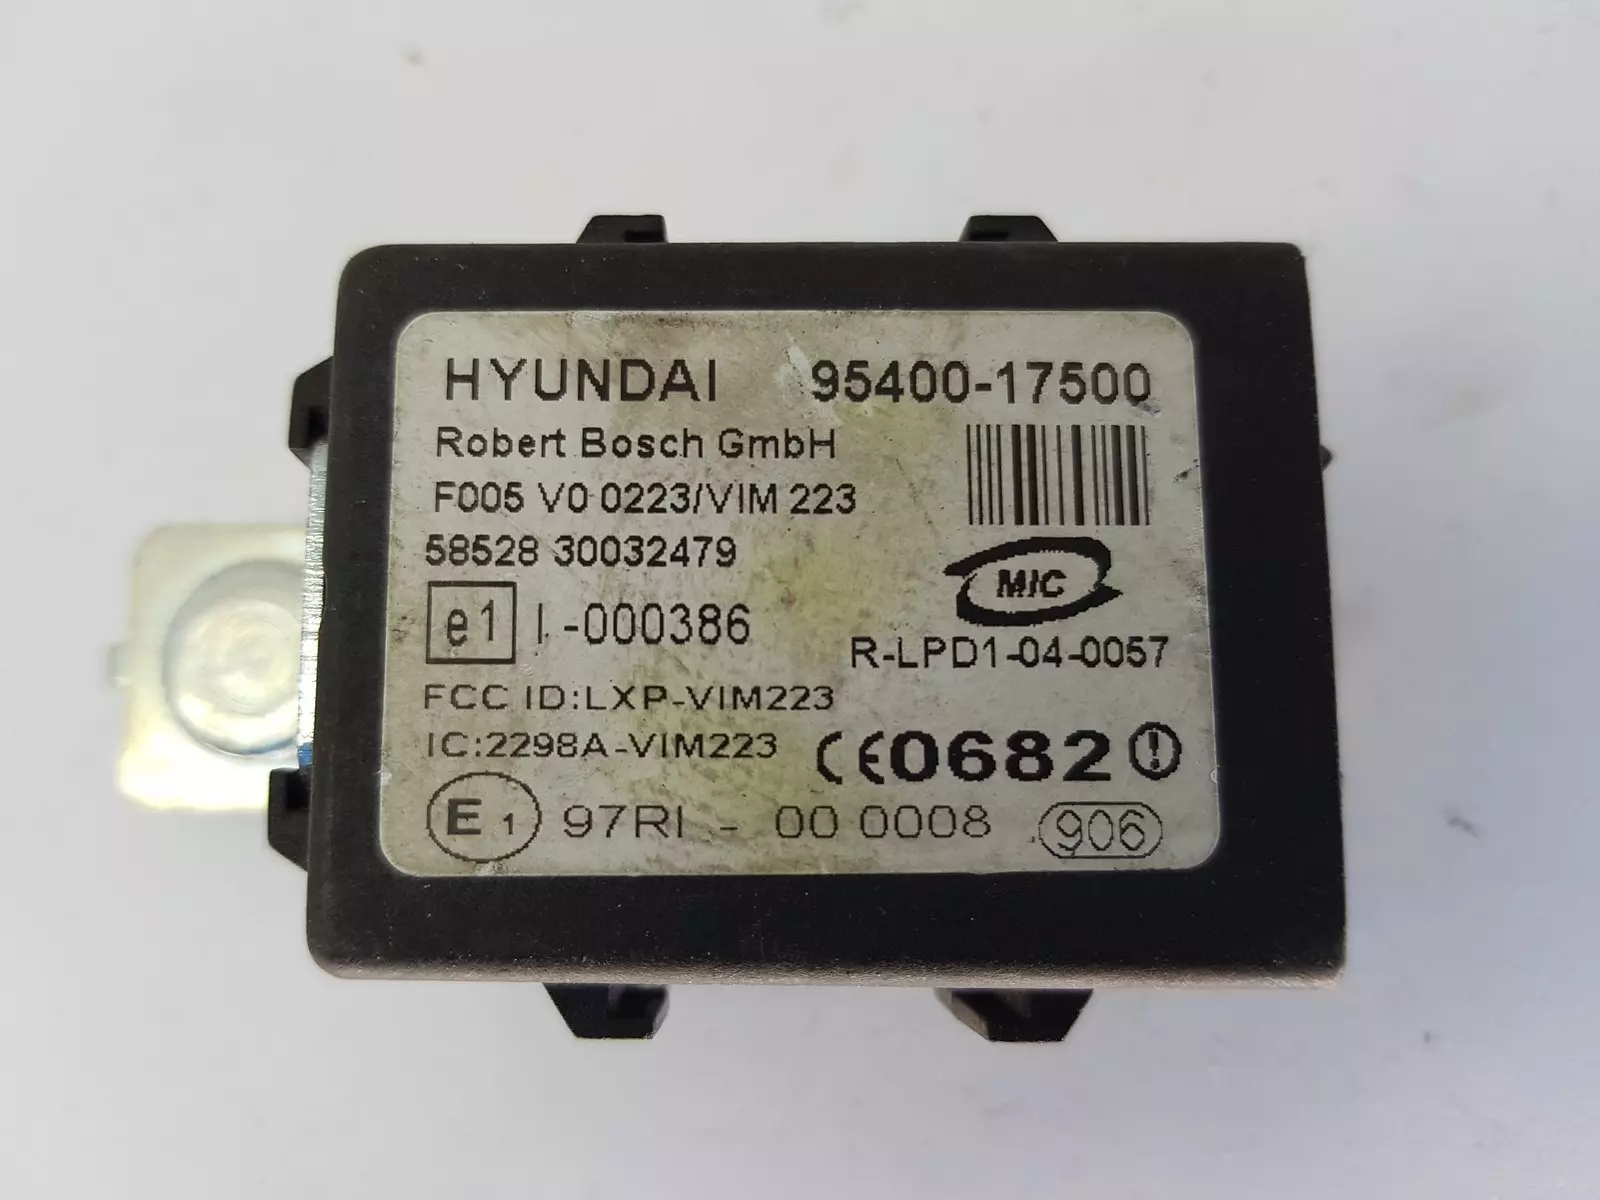 HYUNDAI 95400-17500
Robert Bosch GmbH
F005 V0 0223/VIM 223
58528 30032479
MIC
e1 I-000386
R-LPD1-04-0057
FCC ID:LXP-VIM223
IC:2298A-VIM223 CE0682
E1 97RI - 00 0008 906